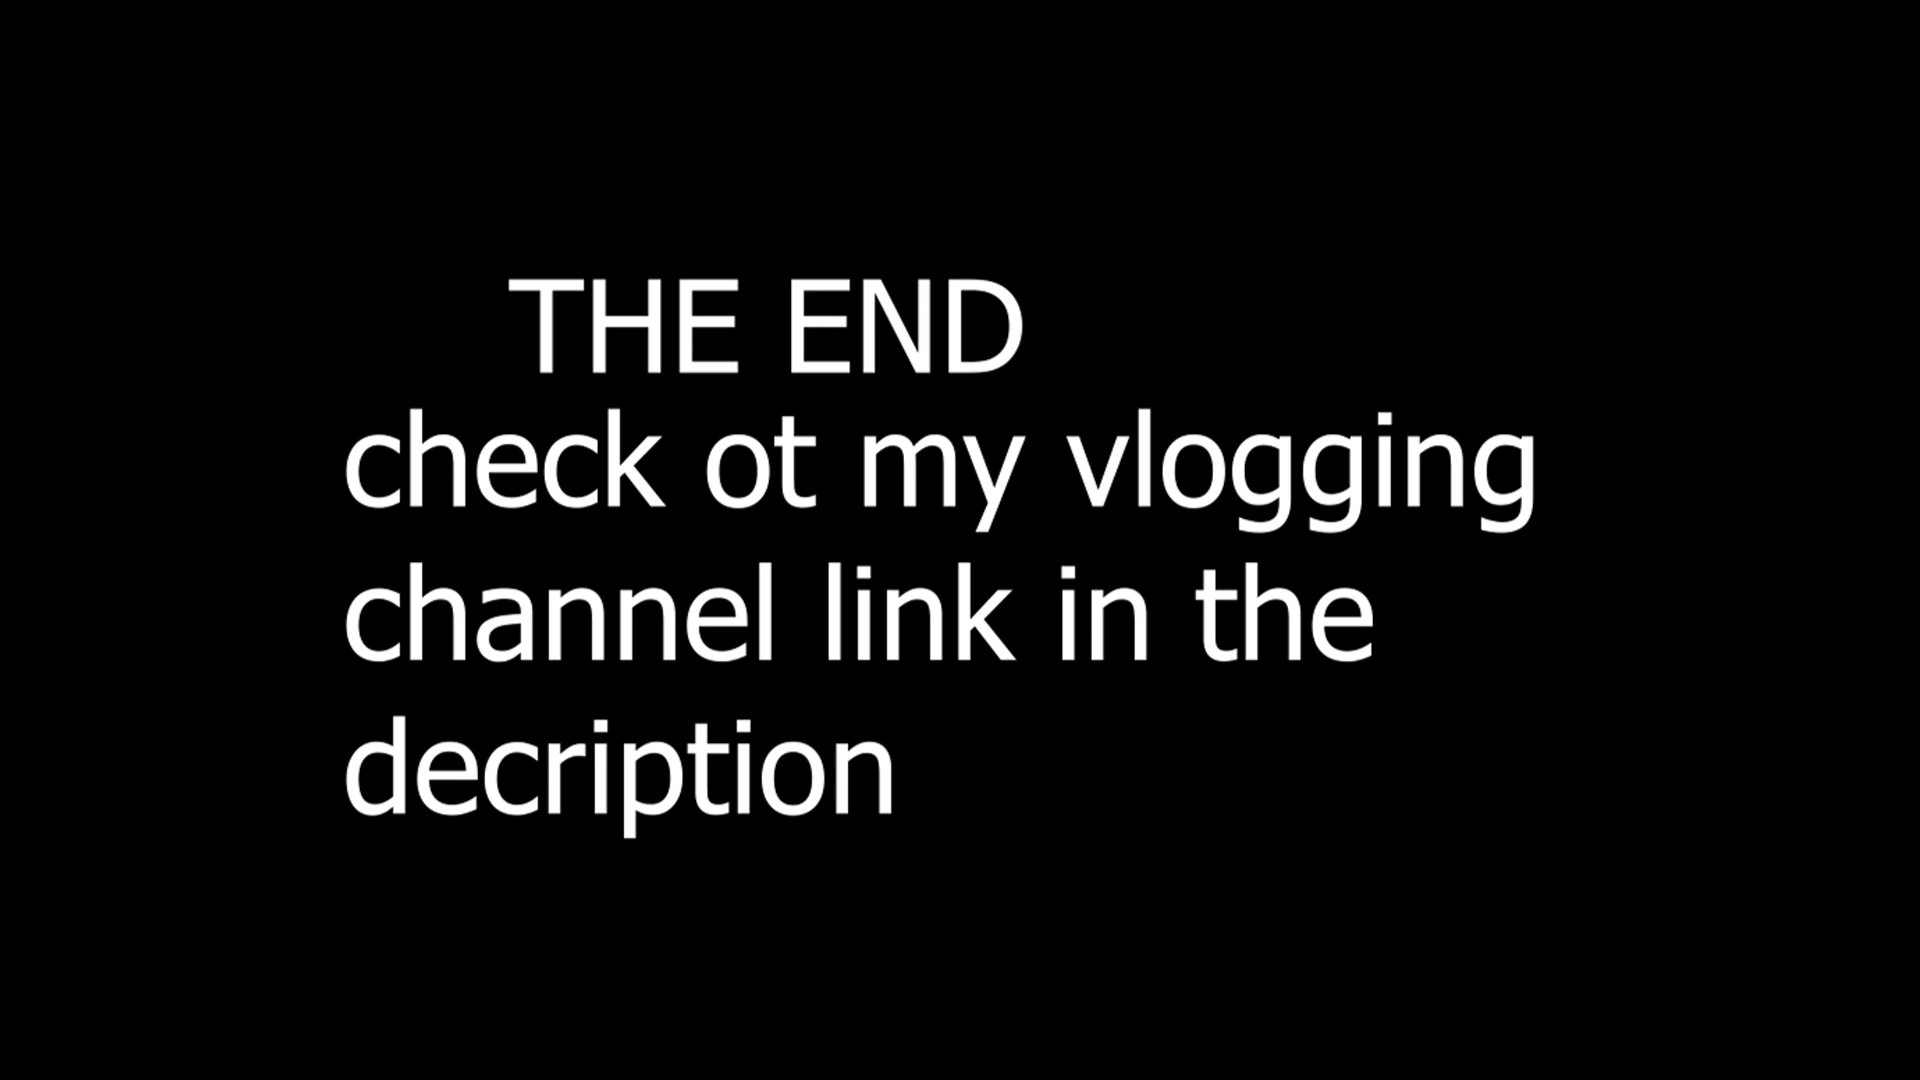 THE END
check ot my vlogging
channel link in the
decription